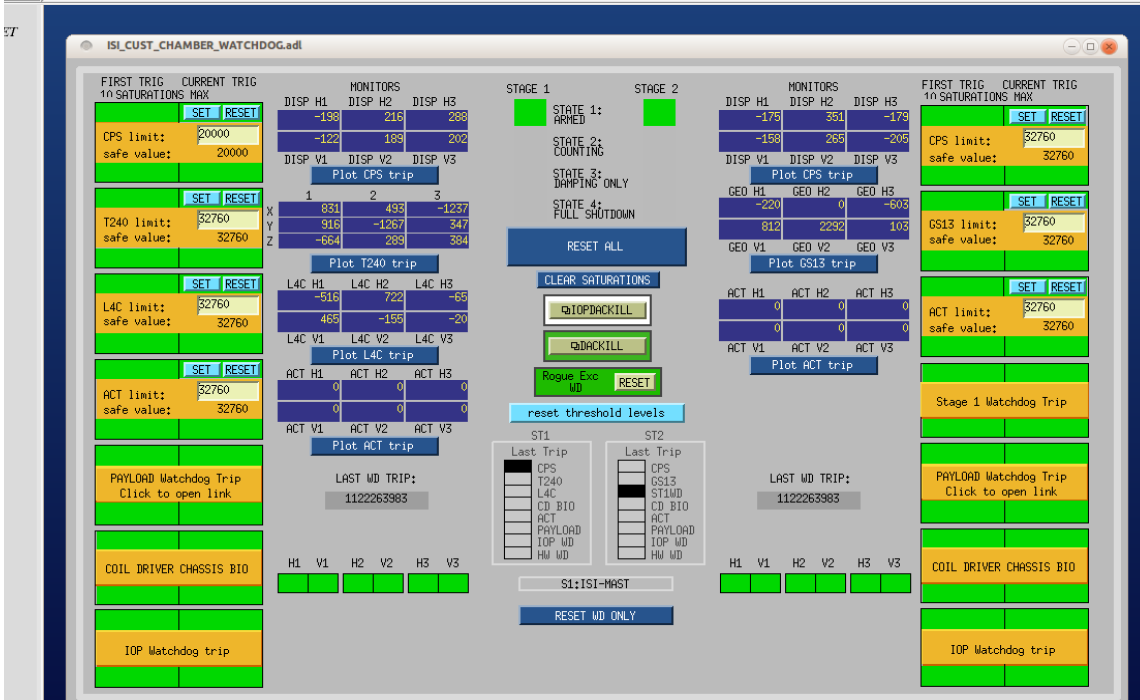 ET
ISI_CUST_CHAMBER_WATCHDOG.adl
FIRST TRIG CURRENT TRIG
10 SATURATIONS MAX
SET RESET
CPS limit: 20000
safe value: 20000
SET RESET
T240 limit: 32760
safe value: 32760
SET RESET
L4C limit: 32760
safe value: 32760
SET RESET
ACT limit: 32760
safe value: 32760
PAYLOAD Watchdog Trip
Click to open link
COIL DRIVER CHASSIS BIO
IOP Watchdog trip
MONITORS
DISP H1 DISP H2 DISP H3
-198 216 288
-122 189 202
DISP V1 DISP V2 DISP V3
Plot CPS trip
1 2 3
X 831 493 -1237
Y 916 -1267 347
Z -664 289 384
Plot T240 trip
L4C H1 L4C H2 L4C H3
-516 722 -65
465 -155 -20
L4C V1 L4C V2 L4C V3
Plot L4C trip
ACT H1 ACT H2 ACT H3
0 0 0
0 0 0
ACT V1 ACT V2 ACT V3
Plot ACT trip
LAST WD TRIP:
1122263983
H1 V1 H2 V2 H3 V3
STAGE 1 STAGE 2
STATE 1:
ARMED
STATE 2:
COUNTING
STATE 3:
DAMPING ONLY
STATE 4:
FULL SHUTDOWN
RESET ALL
CLEAR SATURATIONS
IOPDACKILL
DACKILL
Rogue Exc
WD RESET
reset threshold levels
ST1
Last Trip
CPS
T240
L4C
CD BIO
ACT
PAYLOAD
IOP WD
HW WD
ST2
Last Trip
CPS
GS13
ST1WD
CD BIO
ACT
PAYLOAD
IOP WD
HW WD
S1:ISI-MAST
RESET WD ONLY
MONITORS
DISP H1 DISP H2 DISP H3
-175 351 -179
-158 265 -205
DISP V1 DISP V2 DISP V3
Plot CPS trip
GEO H1 GEO H2 GEO H3
-220 0 -603
812 2292 103
GEO V1 GEO V2 GEO V3
Plot GS13 trip
ACT H1 ACT H2 ACT H3
0 0 0
0 0 0
ACT V1 ACT V2 ACT V3
Plot ACT trip
LAST WD TRIP:
1122263983
H1 V1 H2 V2 H3 V3
FIRST TRIG CURRENT TRIG
10 SATURATIONS MAX
SET RESET
CPS limit: 32760
safe value: 32760
SET RESET
GS13 limit: 32760
safe value: 32760
SET RESET
ACT limit: 32760
safe value: 32760
Stage 1 Watchdog Trip
PAYLOAD Watchdog Trip
Click to open link
COIL DRIVER CHASSIS BIO
IOP Watchdog trip